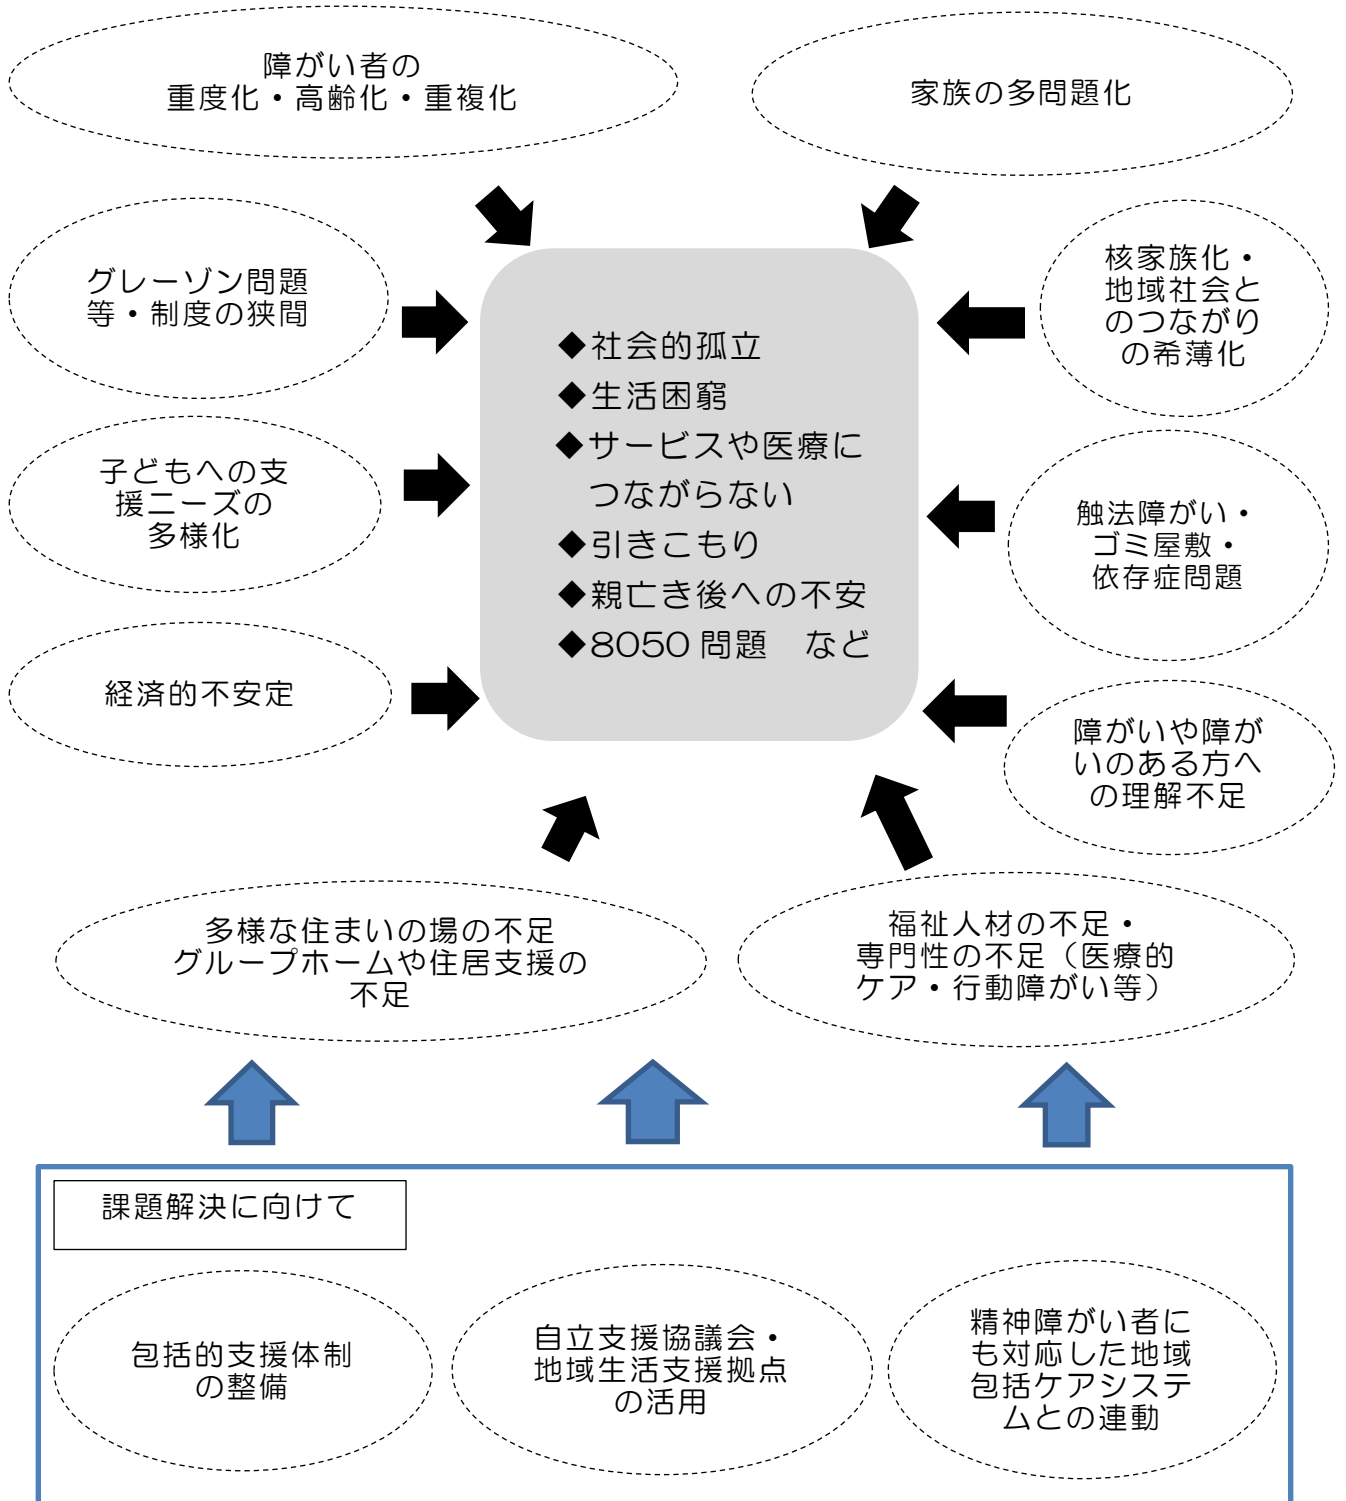 障がい者の
重度化・高齢化・重複化
家族の多問題化
グレーゾン問題
等・制度の狭間
核家族化・
地域社会と
のつながり
の希薄化
◆社会的孤立
◆生活困窮
◆サービスや医療に
つながらない
◆引きこもり
◆親亡き後への不安
◆8050問題　など
子どもへの支
援ニーズの
多様化
触法障がい・
ゴミ屋敷・
依存症問題
経済的不安定
障がいや障が
いのある方へ
の理解不足
多様な住まいの場の不足
グループホームや住居支援の
不足
福祉人材の不足・
専門性の不足（医療的
ケア・行動障がい等）
課題解決に向けて
包括的支援体制
の整備
自立支援協議会・
地域生活支援拠点
の活用
精神障がい者に
も対応した地域
包括ケアシステ
ムとの連動